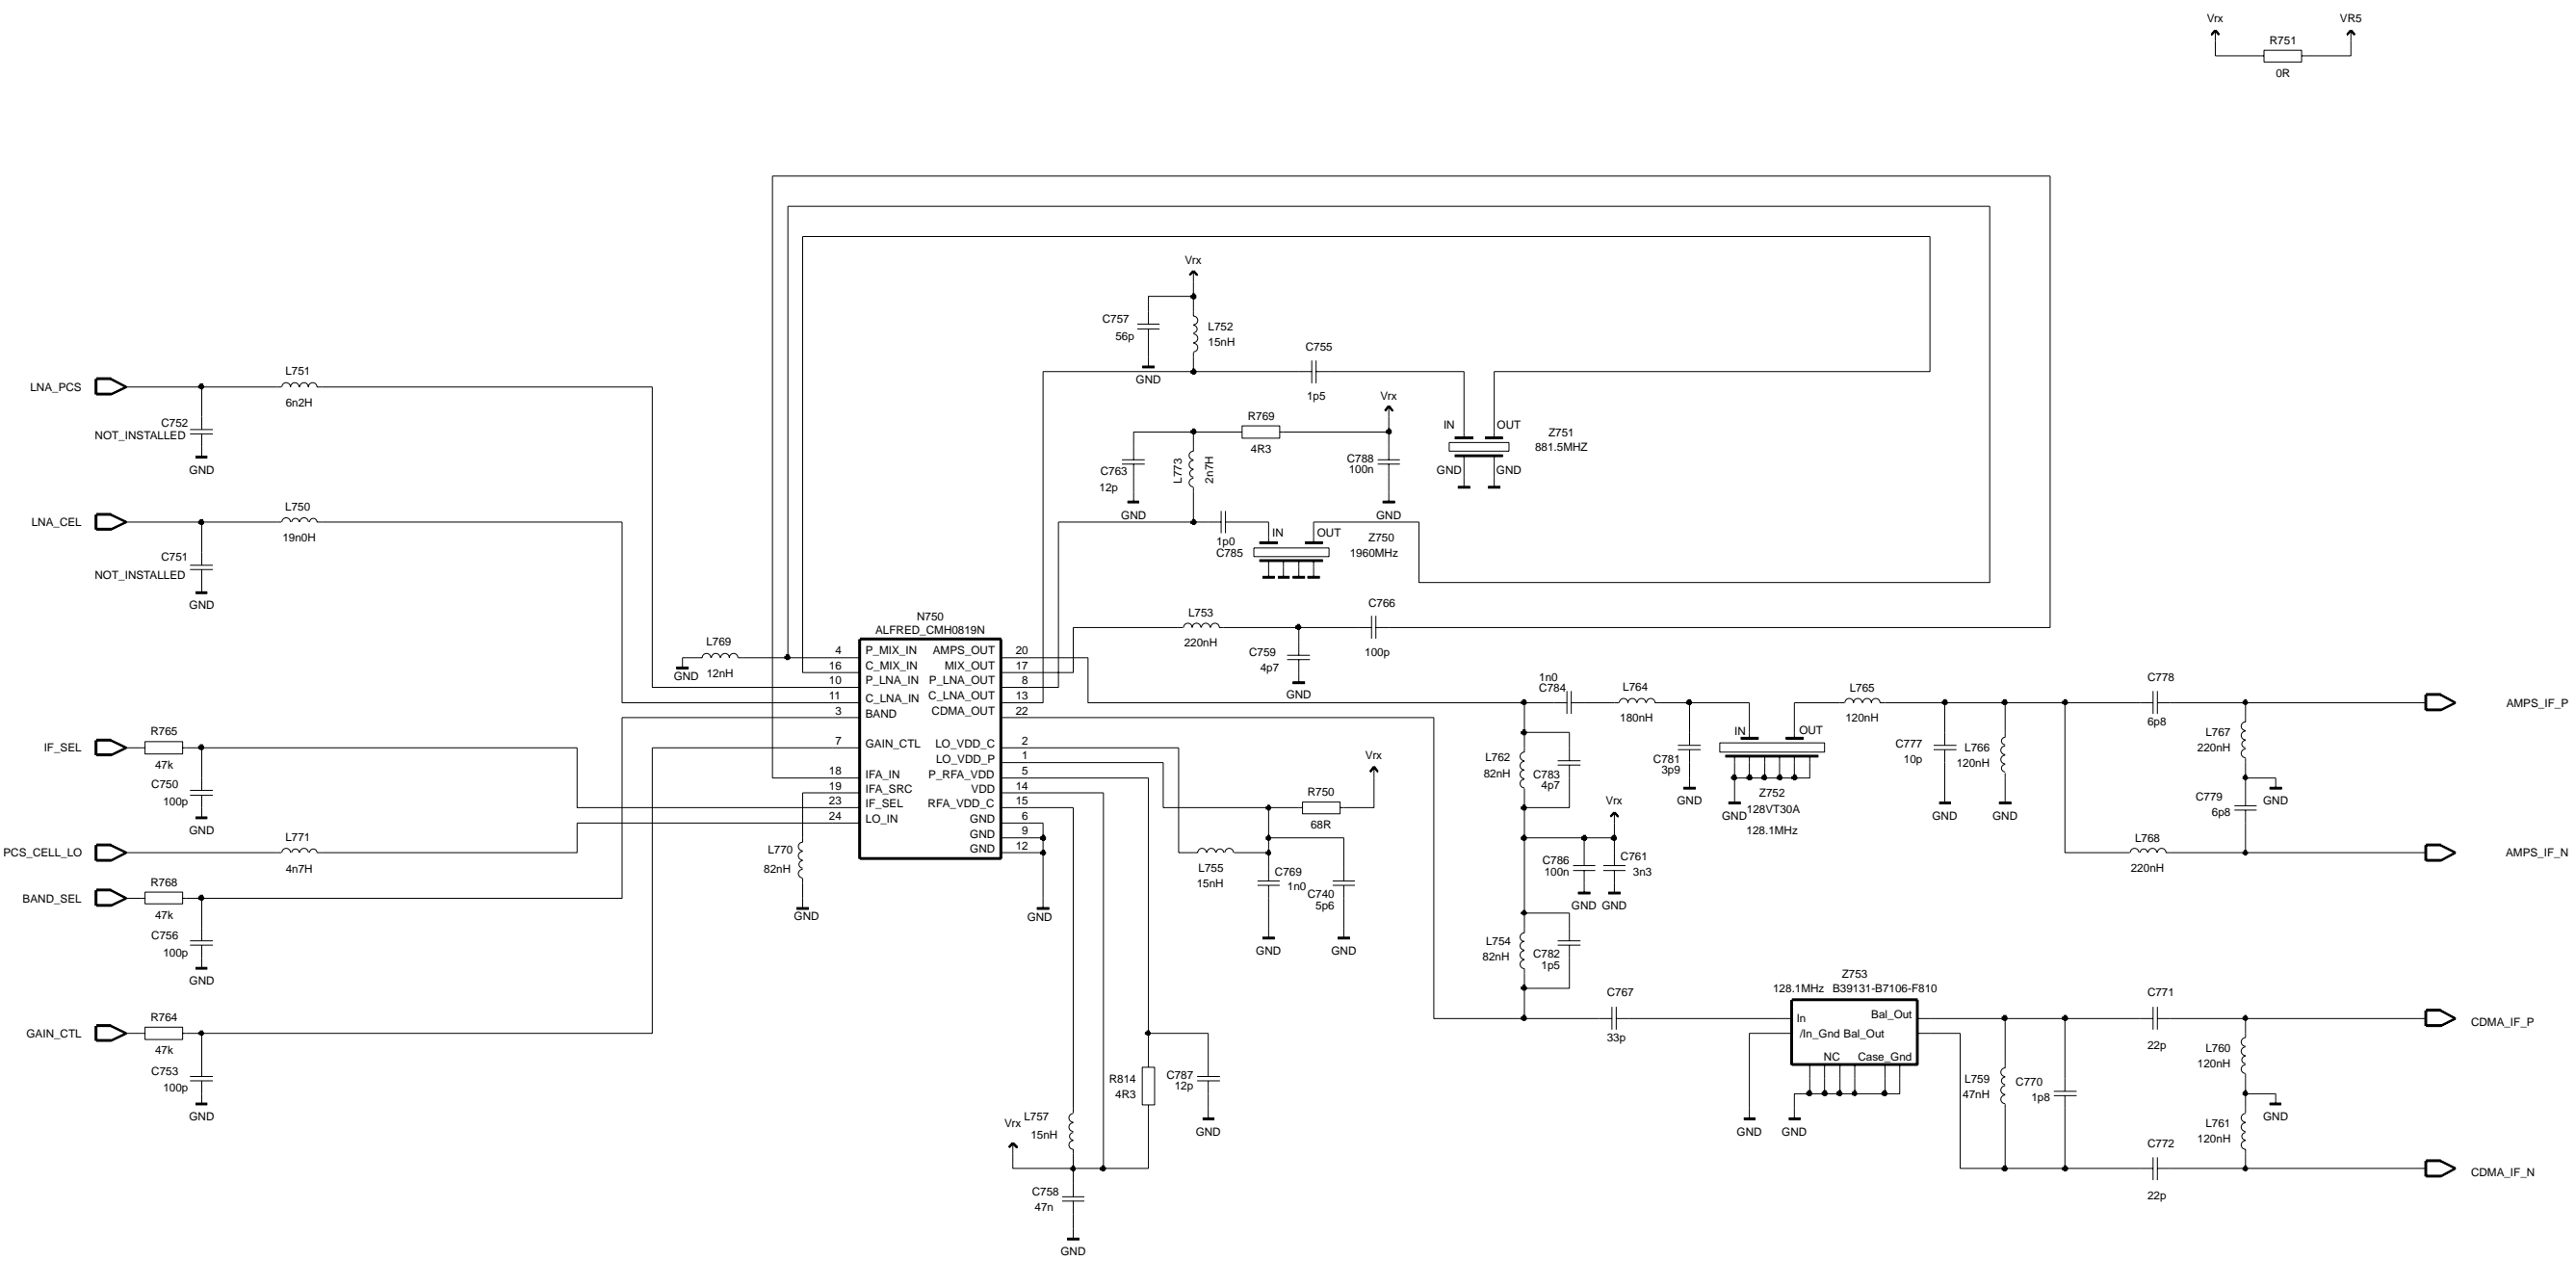 Vrx
VR5
R751
0R
Vrx
C757
56p
L752
15nH
GND
C755
1p5
LNA_PCS
L751
6n2H
C752
NOT_INSTALLED
GND
Vrx
R769
4R3
C763
12p
GND
L773
2n7H
C788
100n
GND
IN
OUT
Z751
881.5MHZ
GND
GND
LNA_CEL
L750
19n0H
C751
NOT_INSTALLED
GND
1p0
C785
IN
OUT
Z750
1960MHz
N750
ALFRED_CMH0819N
L769
12nH
GND
4
P_MIX_IN
AMPS_OUT
20
16
C_MIX_IN
MIX_OUT
17
10
P_LNA_IN
P_LNA_OUT
8
11
C_LNA_IN
C_LNA_OUT
13
3
BAND
CDMA_OUT
22
7
GAIN_CTL
LO_VDD_C
2
LO_VDD_P
1
18
IFA_IN
P_RFA_VDD
5
19
IFA_SRC
VDD
14
23
IF_SEL
RFA_VDD_C
15
24
LO_IN
GND
6
GND
9
GND
12
GND
L753
220nH
C759
4p7
GND
C766
100p
1n0
C784
L764
180nH
C781
3p9
GND
IN
OUT
Z752
128VT30A
128.1MHz
GND
L765
120nH
C777
10p
GND
L766
120nH
GND
C778
6p8
L767
220nH
GND
C779
6p8
L768
220nH
AMPS_IF_P
AMPS_IF_N
IF_SEL
R765
47k
C750
100p
GND
PCS_CELL_LO
L771
4n7H
BAND_SEL
R768
47k
C756
100p
GND
GAIN_CTL
R764
47k
C753
100p
GND
L770
82nH
GND
Vrx
R750
68R
L755
15nH
C769
1n0
GND
C740
5p6
GND
L762
82nH
C783
4p7
Vrx
C786
100n
GND
C761
3n3
GND
L754
82nH
C782
1p5
C767
33p
Z753
128.1MHz B39131-B7106-F810
In
Bal_Out
/In_Gnd Bal_Out
NC
Case_Gnd
GND
GND
L759
47nH
C770
1p8
C771
22p
L760
120nH
GND
L761
120nH
C772
22p
CDMA_IF_P
CDMA_IF_N
R814
4R3
C787
12p
GND
Vrx
L757
15nH
C758
47n
GND